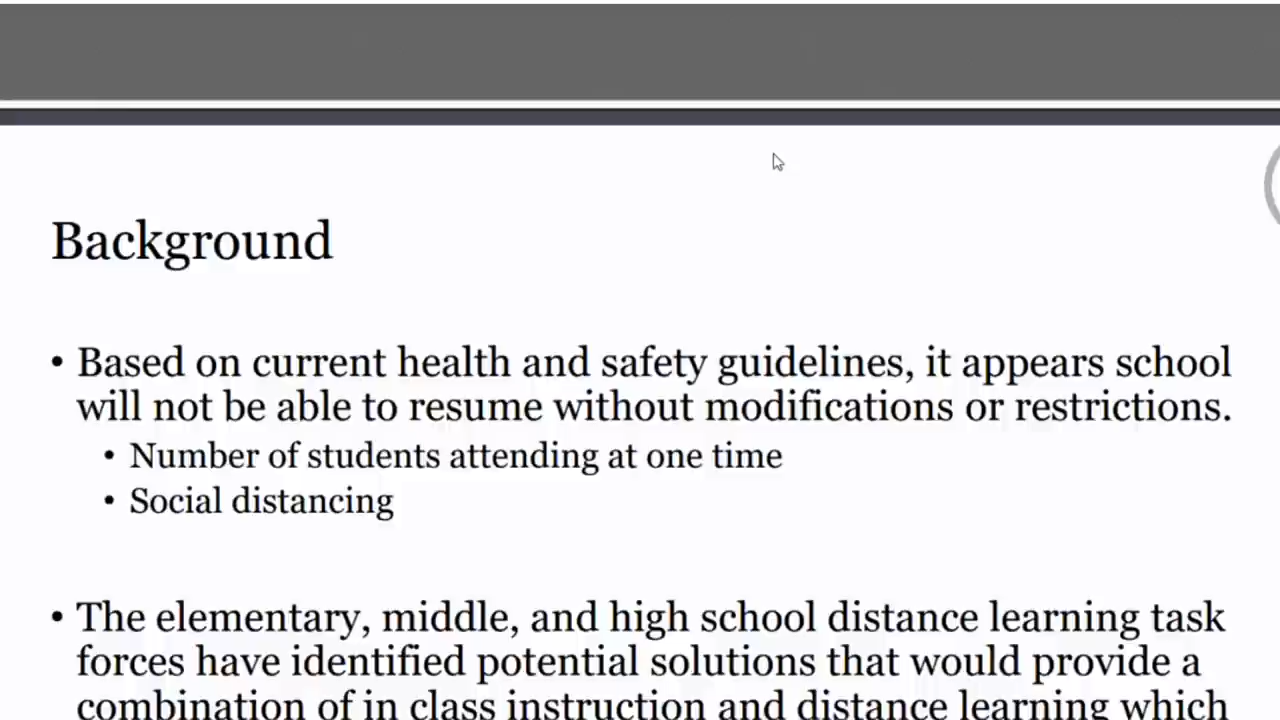 Background
• Based on current health and safety guidelines, it appears school
will not be able to resume without modifications or restrictions.
• Number of students attending at one time
• Social distancing
• The elementary, middle, and high school distance learning task
forces have identified potential solutions that would provide a
combination of in class instruction and distance learning which